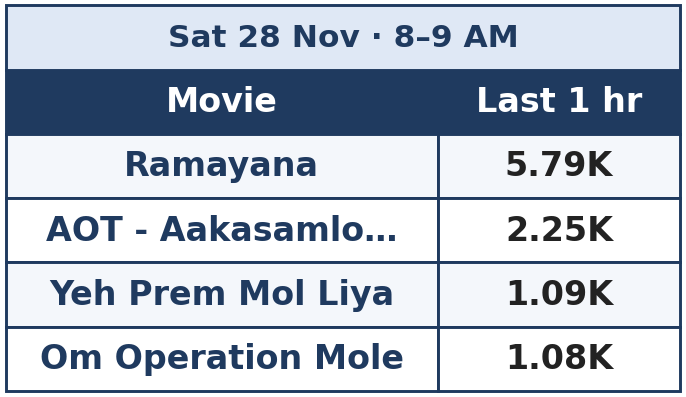 Sat 28 Nov · 8–9 AM
Movie Last 1 hr
Ramayana 5.79K
AOT - Aakasamlo... 2.25K
Yeh Prem Mol Liya 1.09K
Om Operation Mole 1.08K